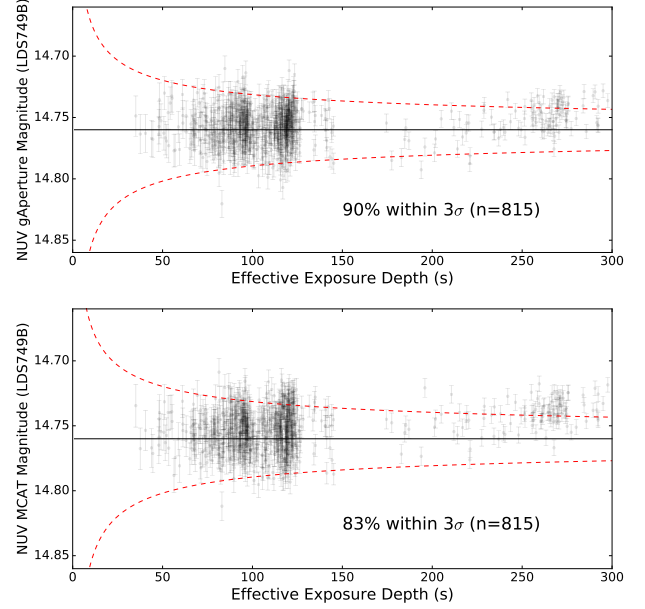 NUV gAperture Magnitude (LDS749B)
14.70
14.75
14.80
14.85
90% within 3σ (n=815)
0 50 100 150 200 250 300
Effective Exposure Depth (s)
NUV MCAT Magnitude (LDS749B)
14.70
14.75
14.80
14.85
83% within 3σ (n=815)
0 50 100 150 200 250 300
Effective Exposure Depth (s)